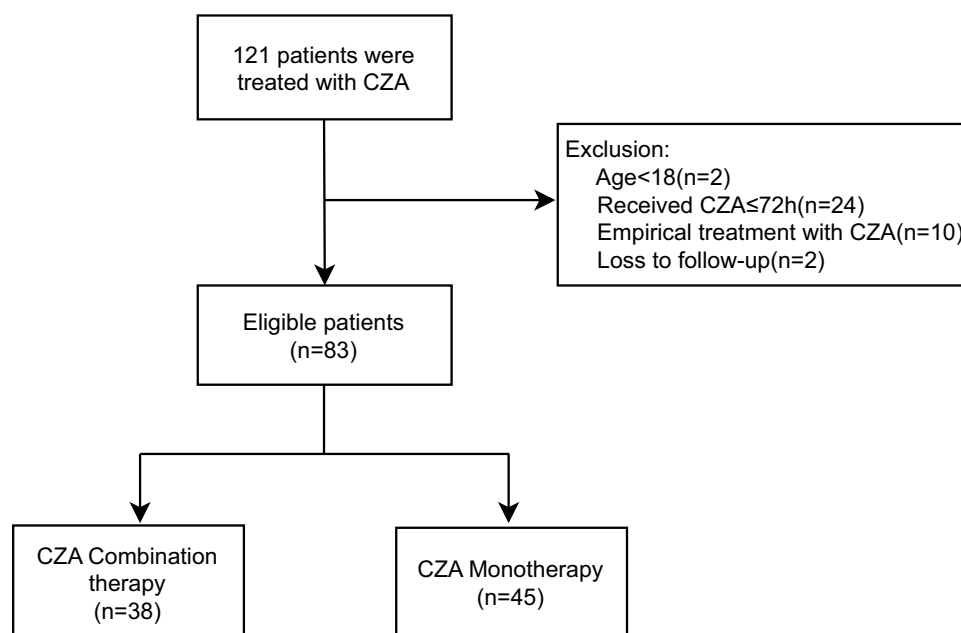 121 patients were
treated with CZA
Exclusion:
Age<18(n=2)
Received CZA≤72h(n=24)
Empirical treatment with CZA(n=10)
Loss to follow-up(n=2)
Eligible patients
(n=83)
CZA Combination
therapy
(n=38)
CZA Monotherapy
(n=45)